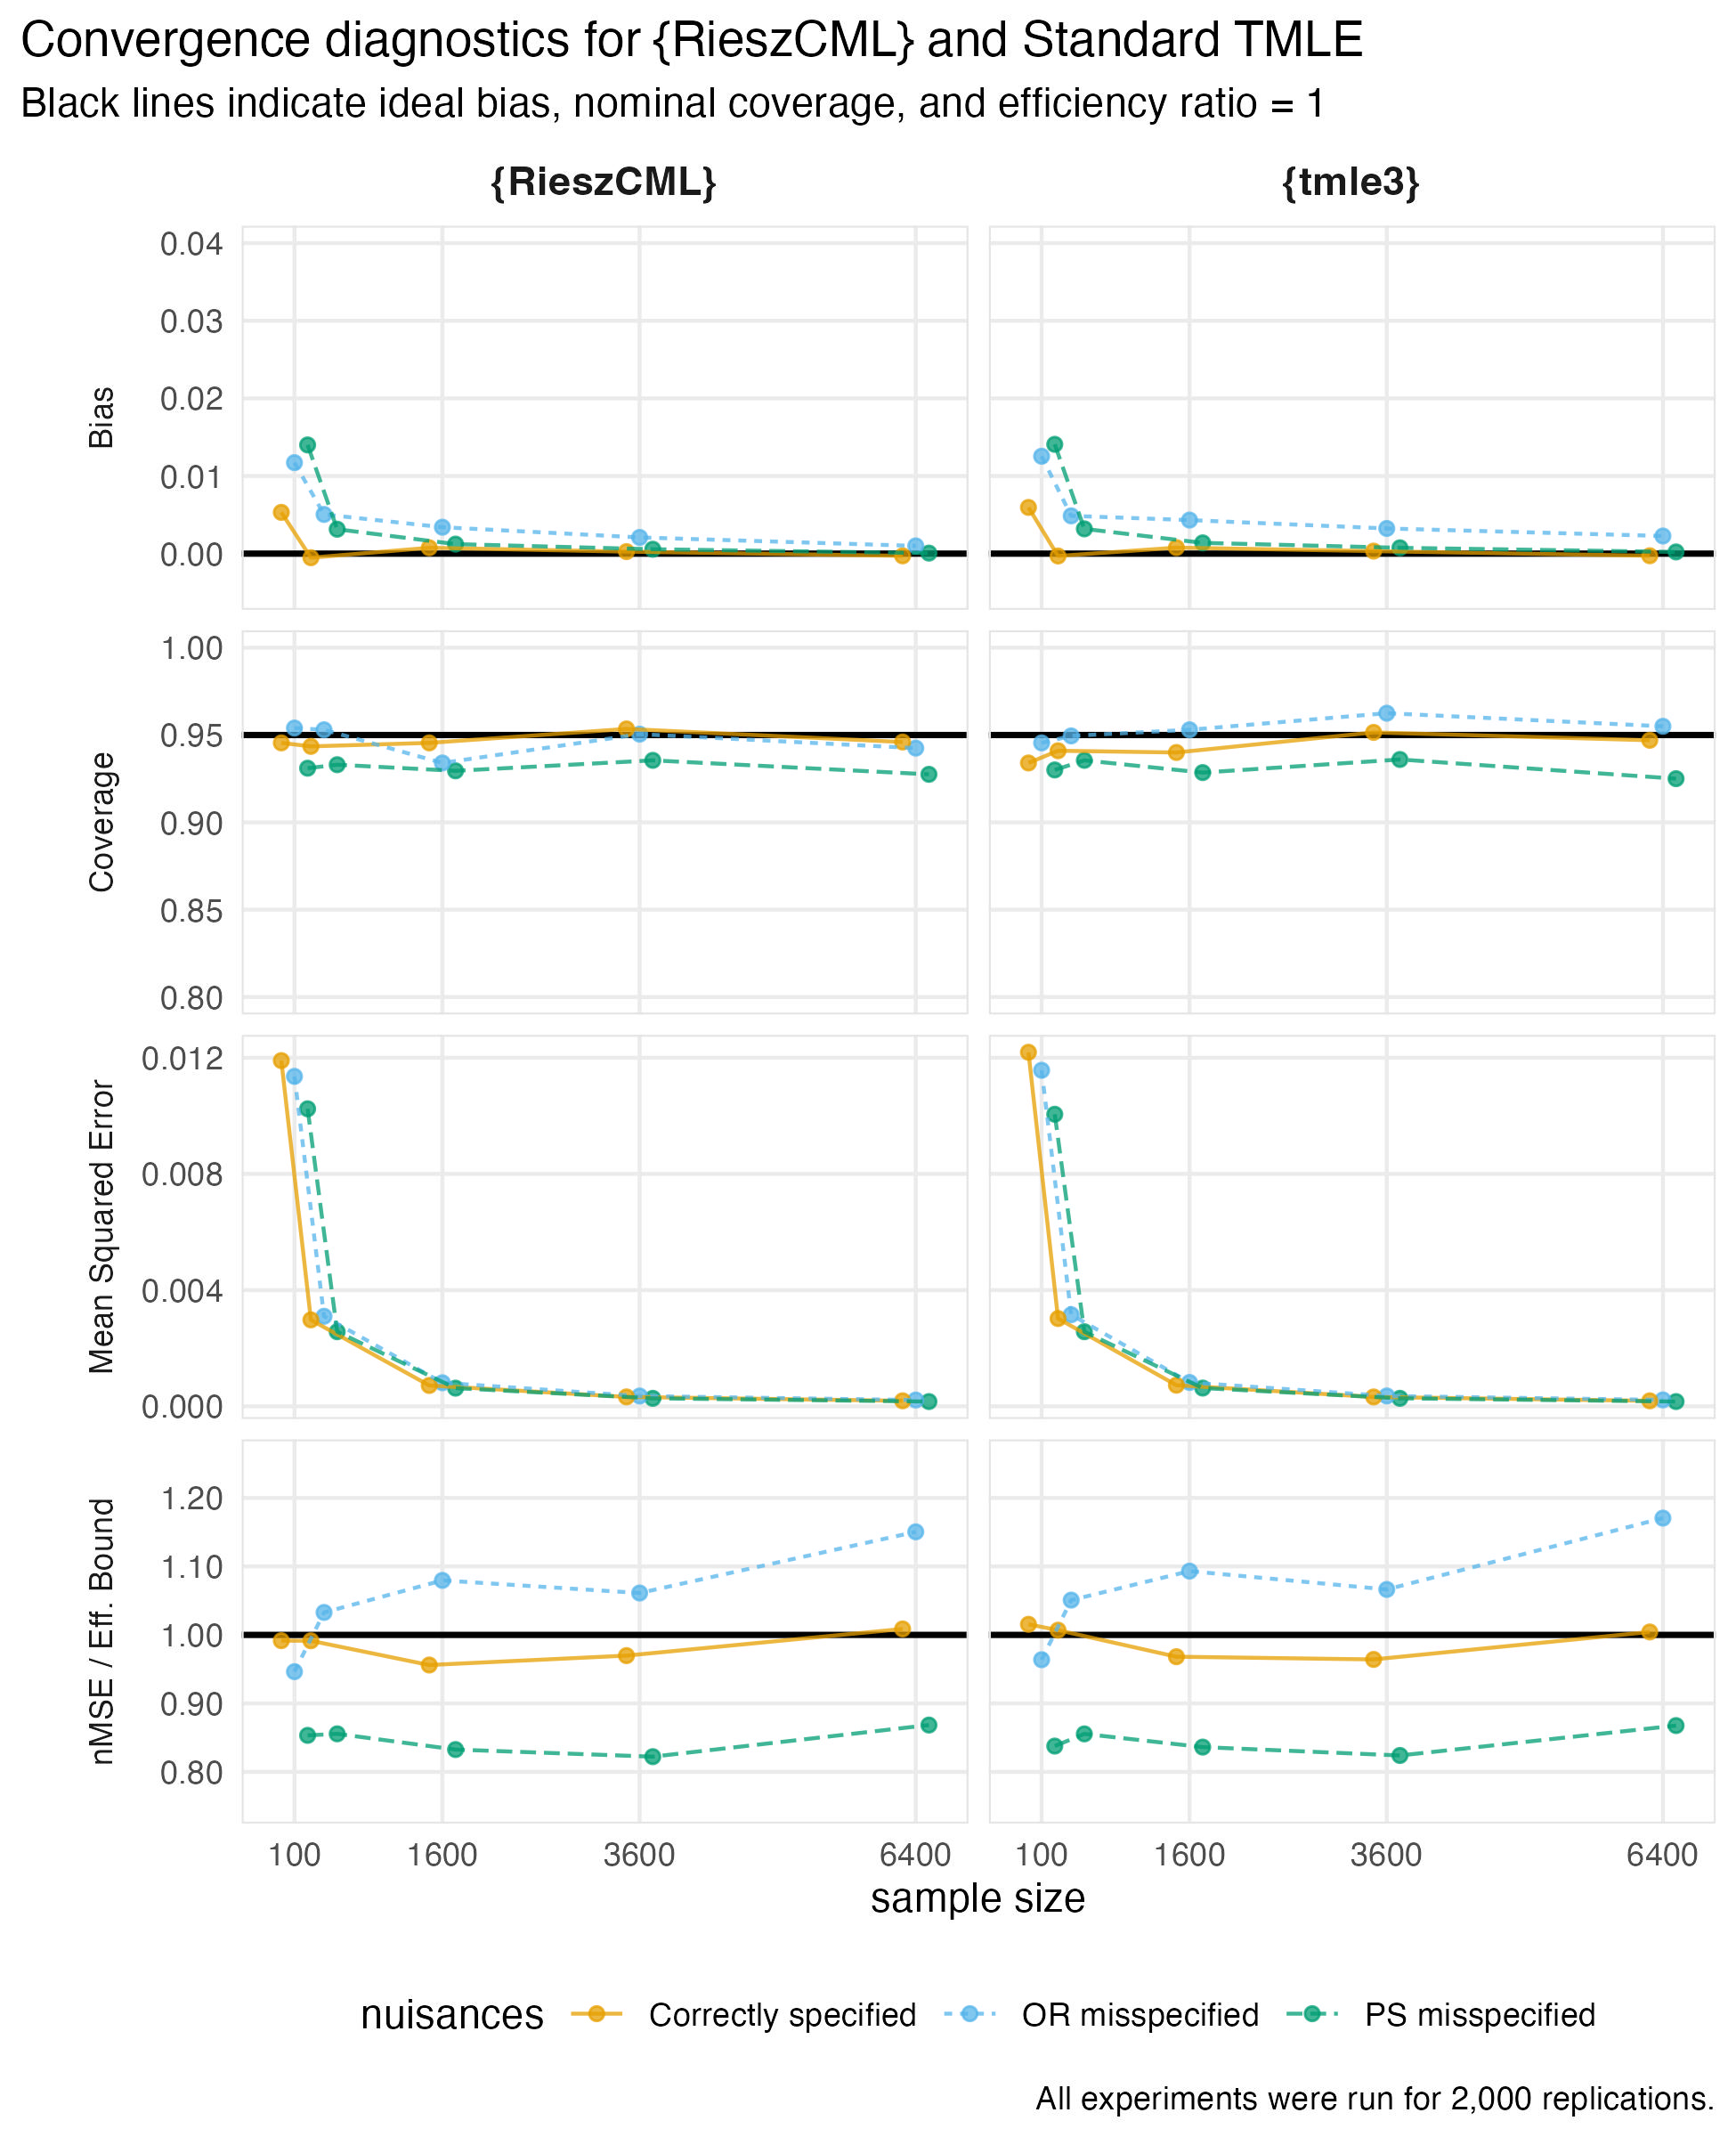 Convergence diagnostics for {RieszCML} and Standard TMLE
Black lines indicate ideal bias, nominal coverage, and efficiency ratio = 1
{RieszCML}
{tmle3}
Bias
0.04
0.03
0.02
0.01
0.00
Coverage
1.00
0.95
0.90
0.85
0.80
Mean Squared Error
0.012
0.008
0.004
0.000
nMSE / Eff. Bound
1.20
1.10
1.00
0.90
0.80
100 1600 3600 6400 100 1600 3600 6400
sample size
nuisances Correctly specified OR misspecified PS misspecified
All experiments were run for 2,000 replications.